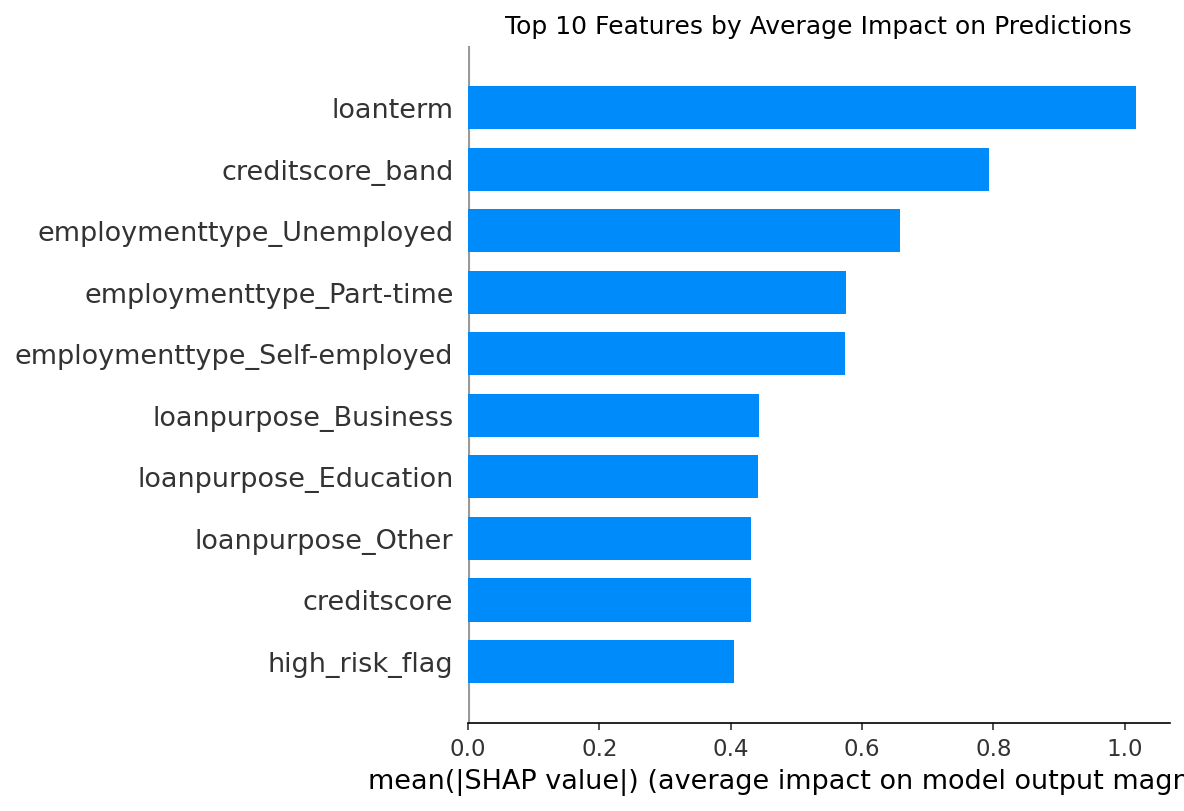 Top 10 Features by Average Impact on Predictions
loanterm
creditscore_band
employmenttype_Unemployed
employmenttype_Part-time
employmenttype_Self-employed
loanpurpose_Business
loanpurpose_Education
loanpurpose_Other
creditscore
high_risk_flag
0.0 0.2 0.4 0.6 0.8 1.0
mean(|SHAP value|) (average impact on model output magn